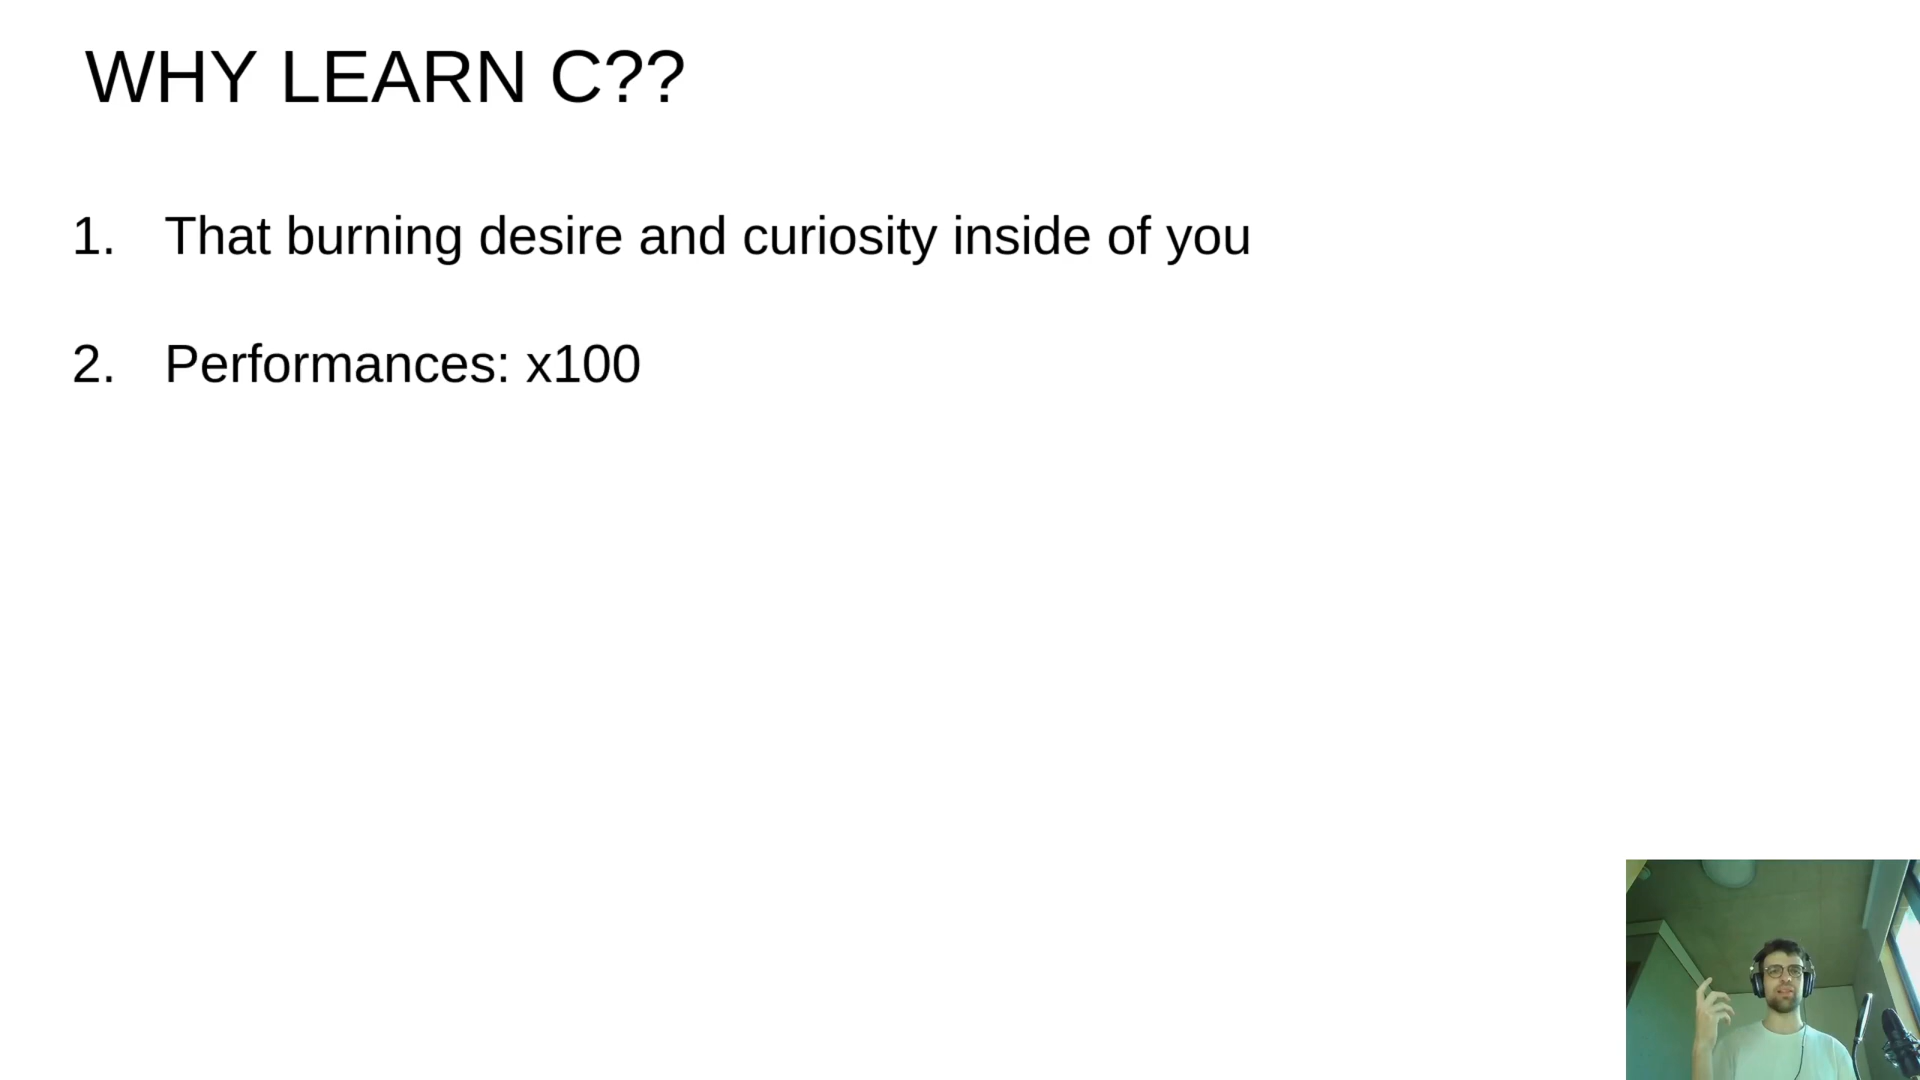 WHY LEARN C??
1. That burning desire and curiosity inside of you
2. Performances: x100